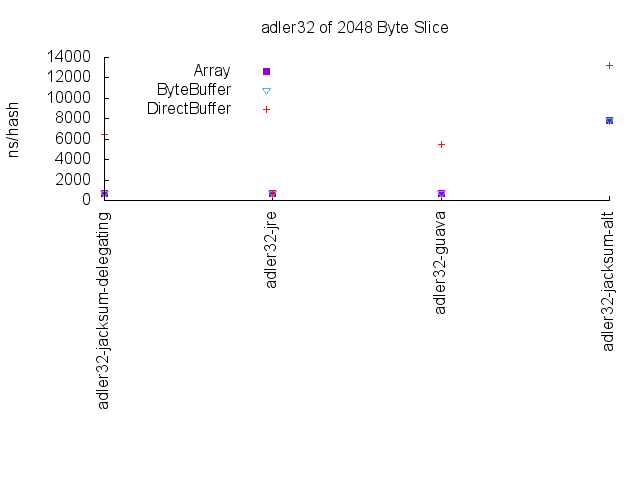 adler32 of 2048 Byte Slice
ns/hash
14000
12000
10000
8000
6000
4000
2000
0
Array
ByteBuffer
DirectBuffer
adler32-jacksum-delegating
adler32-jre
adler32-guava
adler32-jacksum-alt